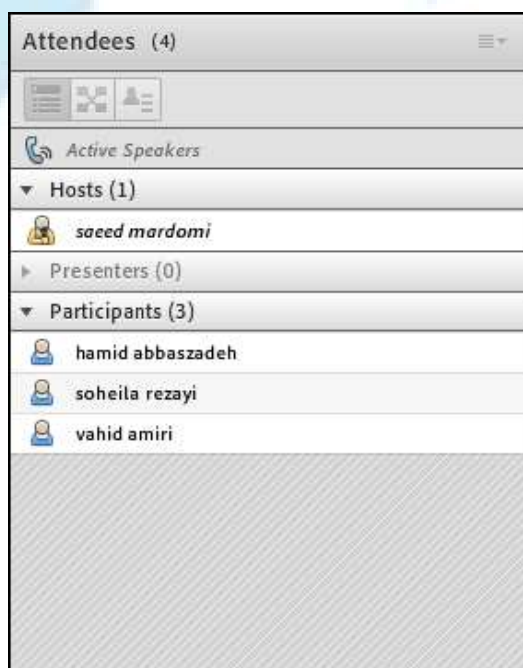 Attendees (4)
Active Speakers
Hosts (1)
saeed mardomi
Presenters (0)
Participants (3)
hamid abbaszadeh
soheila rezayi
vahid amiri